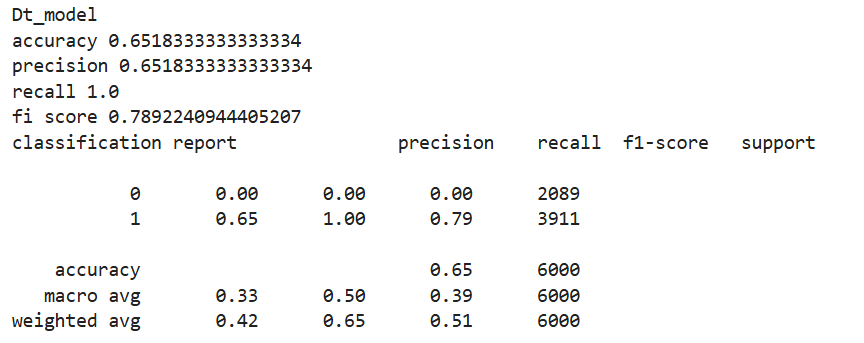 Dt_model
accuracy 0.6518333333333334
precision 0.6518333333333334
recall 1.0
fi score 0.7892240944405207
classification report               precision    recall  f1-score   support

           0       0.00      0.00      0.00      2089
           1       0.65      1.00      0.79      3911

    accuracy                           0.65      6000
   macro avg       0.33      0.50      0.39      6000
weighted avg       0.42      0.65      0.51      6000